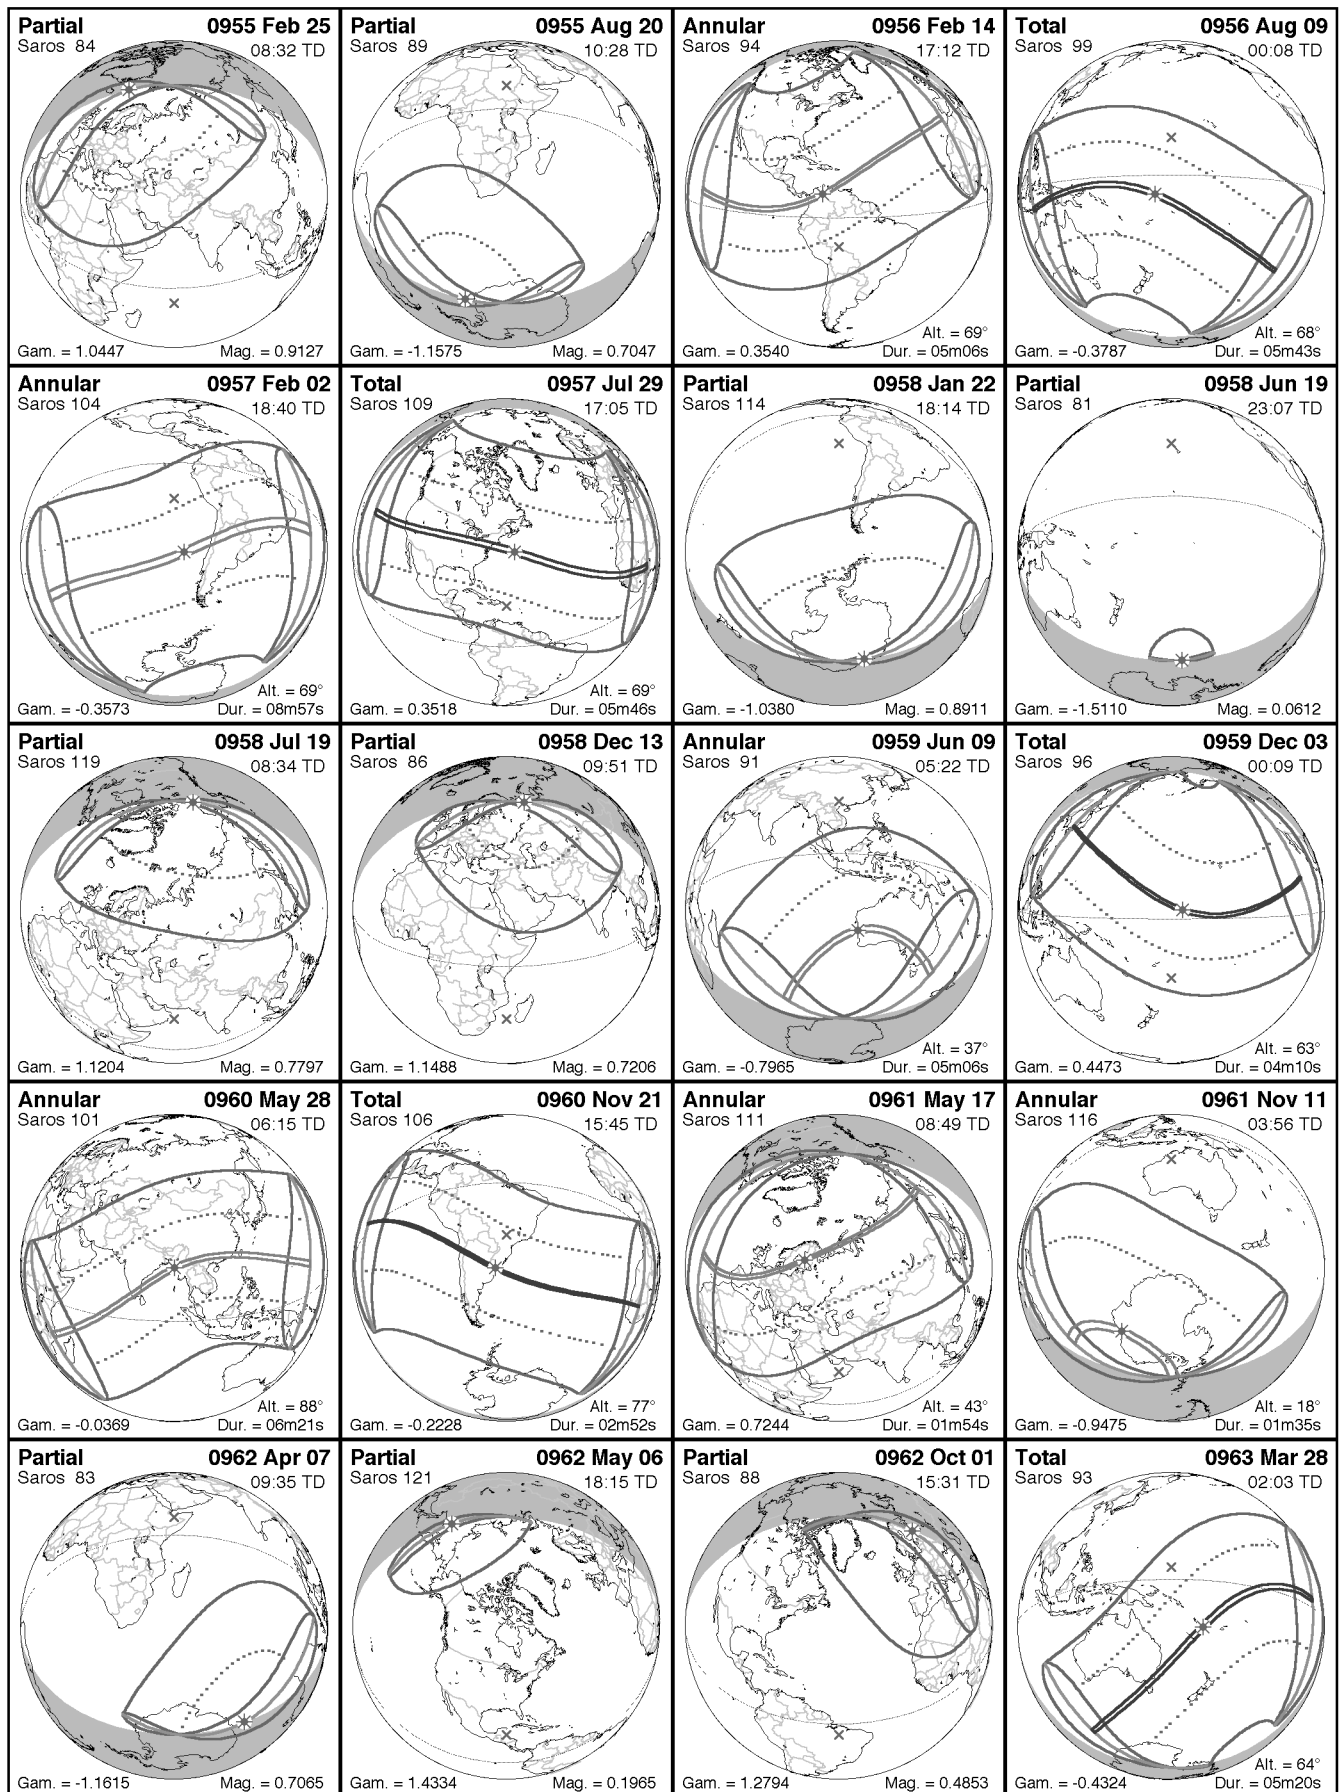 Partial 0955 Feb 25
Saros 84 08:32 TD
Gam. = 1.0447 Mag. = 0.9127
Partial 0955 Aug 20
Saros 89 10:28 TD
Gam. = -1.1575 Mag. = 0.7047
Annular 0956 Feb 14
Saros 94 17:12 TD
Alt. = 69°
Gam. = 0.3540 Dur. = 05m06s
Total 0956 Aug 09
Saros 99 00:08 TD
Alt. = 68°
Gam. = -0.3787 Dur. = 05m43s
Annular 0957 Feb 02
Saros 104 18:40 TD
Alt. = 69°
Gam. = -0.3573 Dur. = 08m57s
Total 0957 Jul 29
Saros 109 17:05 TD
Alt. = 69°
Gam. = 0.3518 Dur. = 05m46s
Partial 0958 Jan 22
Saros 114 18:14 TD
Gam. = -1.0380 Mag. = 0.8911
Partial 0958 Jun 19
Saros 81 23:07 TD
Gam. = -1.5110 Mag. = 0.0612
Partial 0958 Jul 19
Saros 119 08:34 TD
Gam. = 1.1204 Mag. = 0.7797
Partial 0958 Dec 13
Saros 86 09:51 TD
Gam. = 1.1488 Mag. = 0.7206
Annular 0959 Jun 09
Saros 91 05:22 TD
Alt. = 37°
Gam. = -0.7965 Dur. = 05m06s
Total 0959 Dec 03
Saros 96 00:09 TD
Alt. = 63°
Gam. = 0.4473 Dur. = 04m10s
Annular 0960 May 28
Saros 101 06:15 TD
Alt. = 88°
Gam. = -0.0369 Dur. = 06m21s
Total 0960 Nov 21
Saros 106 15:45 TD
Alt. = 77°
Gam. = -0.2228 Dur. = 02m52s
Annular 0961 May 17
Saros 111 08:49 TD
Alt. = 43°
Gam. = 0.7244 Dur. = 01m54s
Annular 0961 Nov 11
Saros 116 03:56 TD
Alt. = 18°
Gam. = -0.9475 Dur. = 01m35s
Partial 0962 Apr 07
Saros 83 09:35 TD
Gam. = -1.1615 Mag. = 0.7065
Partial 0962 May 06
Saros 121 18:15 TD
Gam. = 1.4334 Mag. = 0.1965
Partial 0962 Oct 01
Saros 88 15:31 TD
Gam. = 1.2794 Mag. = 0.4853
Total 0963 Mar 28
Saros 93 02:03 TD
Alt. = 64°
Gam. = -0.4324 Dur. = 05m20s